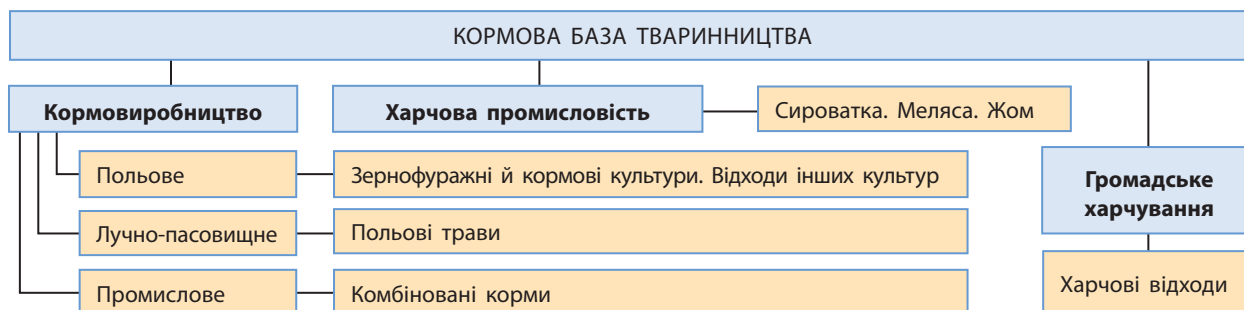 КОРМОВА БАЗА ТВАРИННИЦТВА
Кормовиробництво
Харчова промисловість
Сироватка. Меляса. Жом
Польове
Зернофуражні й кормові культури. Відходи інших культур
Лучно-пасовищне
Польові трави
Промислове
Комбіновані корми
Громадське
харчування
Харчові відходи